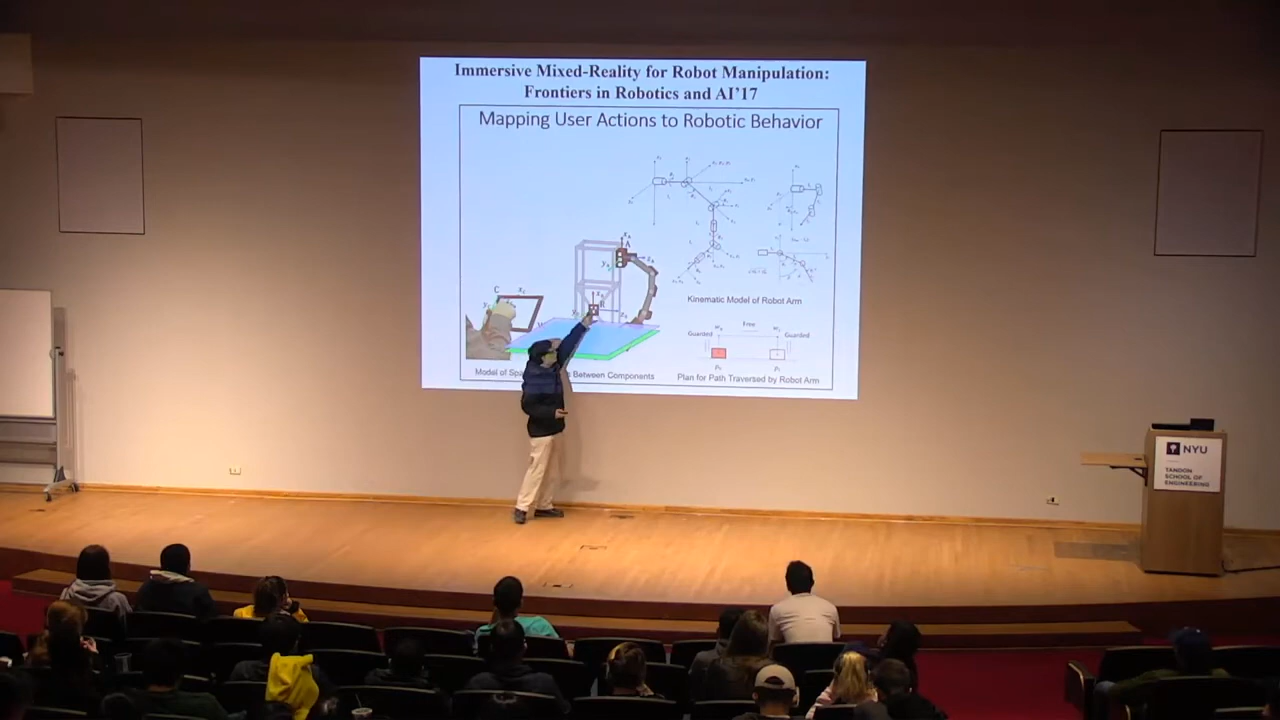 Immersive Mixed-Reality for Robot Manipulation:
Frontiers in Robotics and AI'17
Mapping User Actions to Robotic Behavior
Kinematic Model of Robot Arm
Free
Guarded
Guarded
Model of
Between Components
Plan for Path Traversed by Robot Arm
NYU
TANDON
SCHOOL OF
ENGINEERING